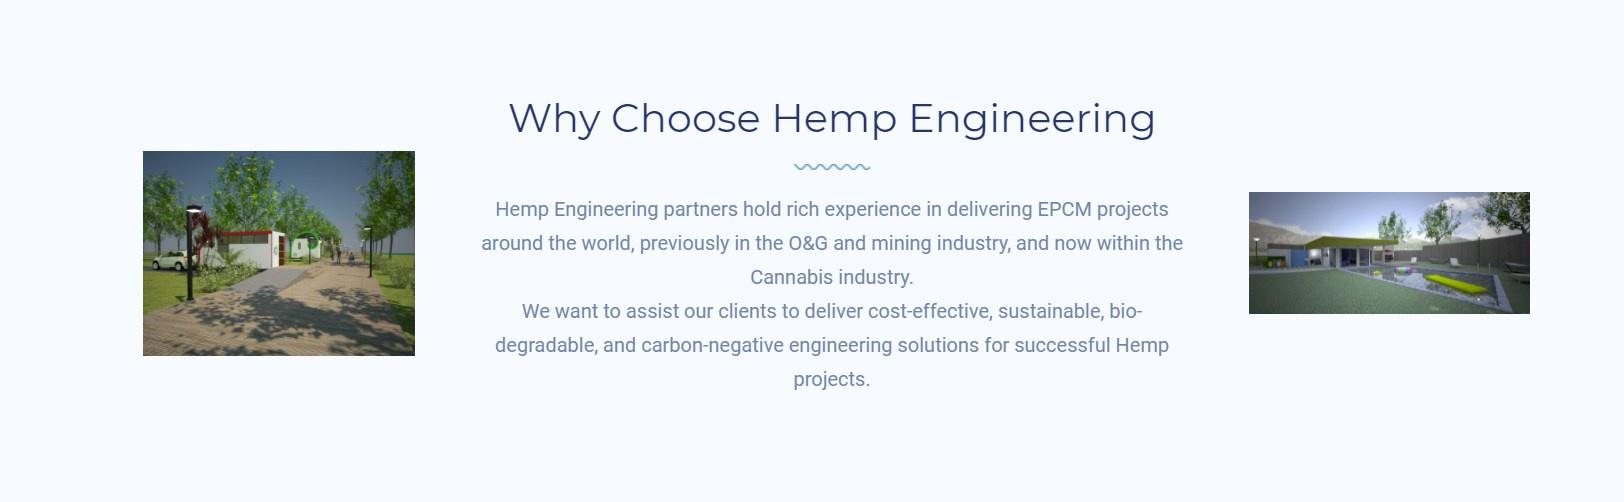 Why Choose Hemp Engineering
Hemp Engineering partners hold rich experience in delivering EPCM projects
around the world, previously in the O&G and mining industry, and now within the
Cannabis industry.
We want to assist our clients to deliver cost-effective, sustainable, bio-
degradable, and carbon-negative engineering solutions for successful Hemp
projects.